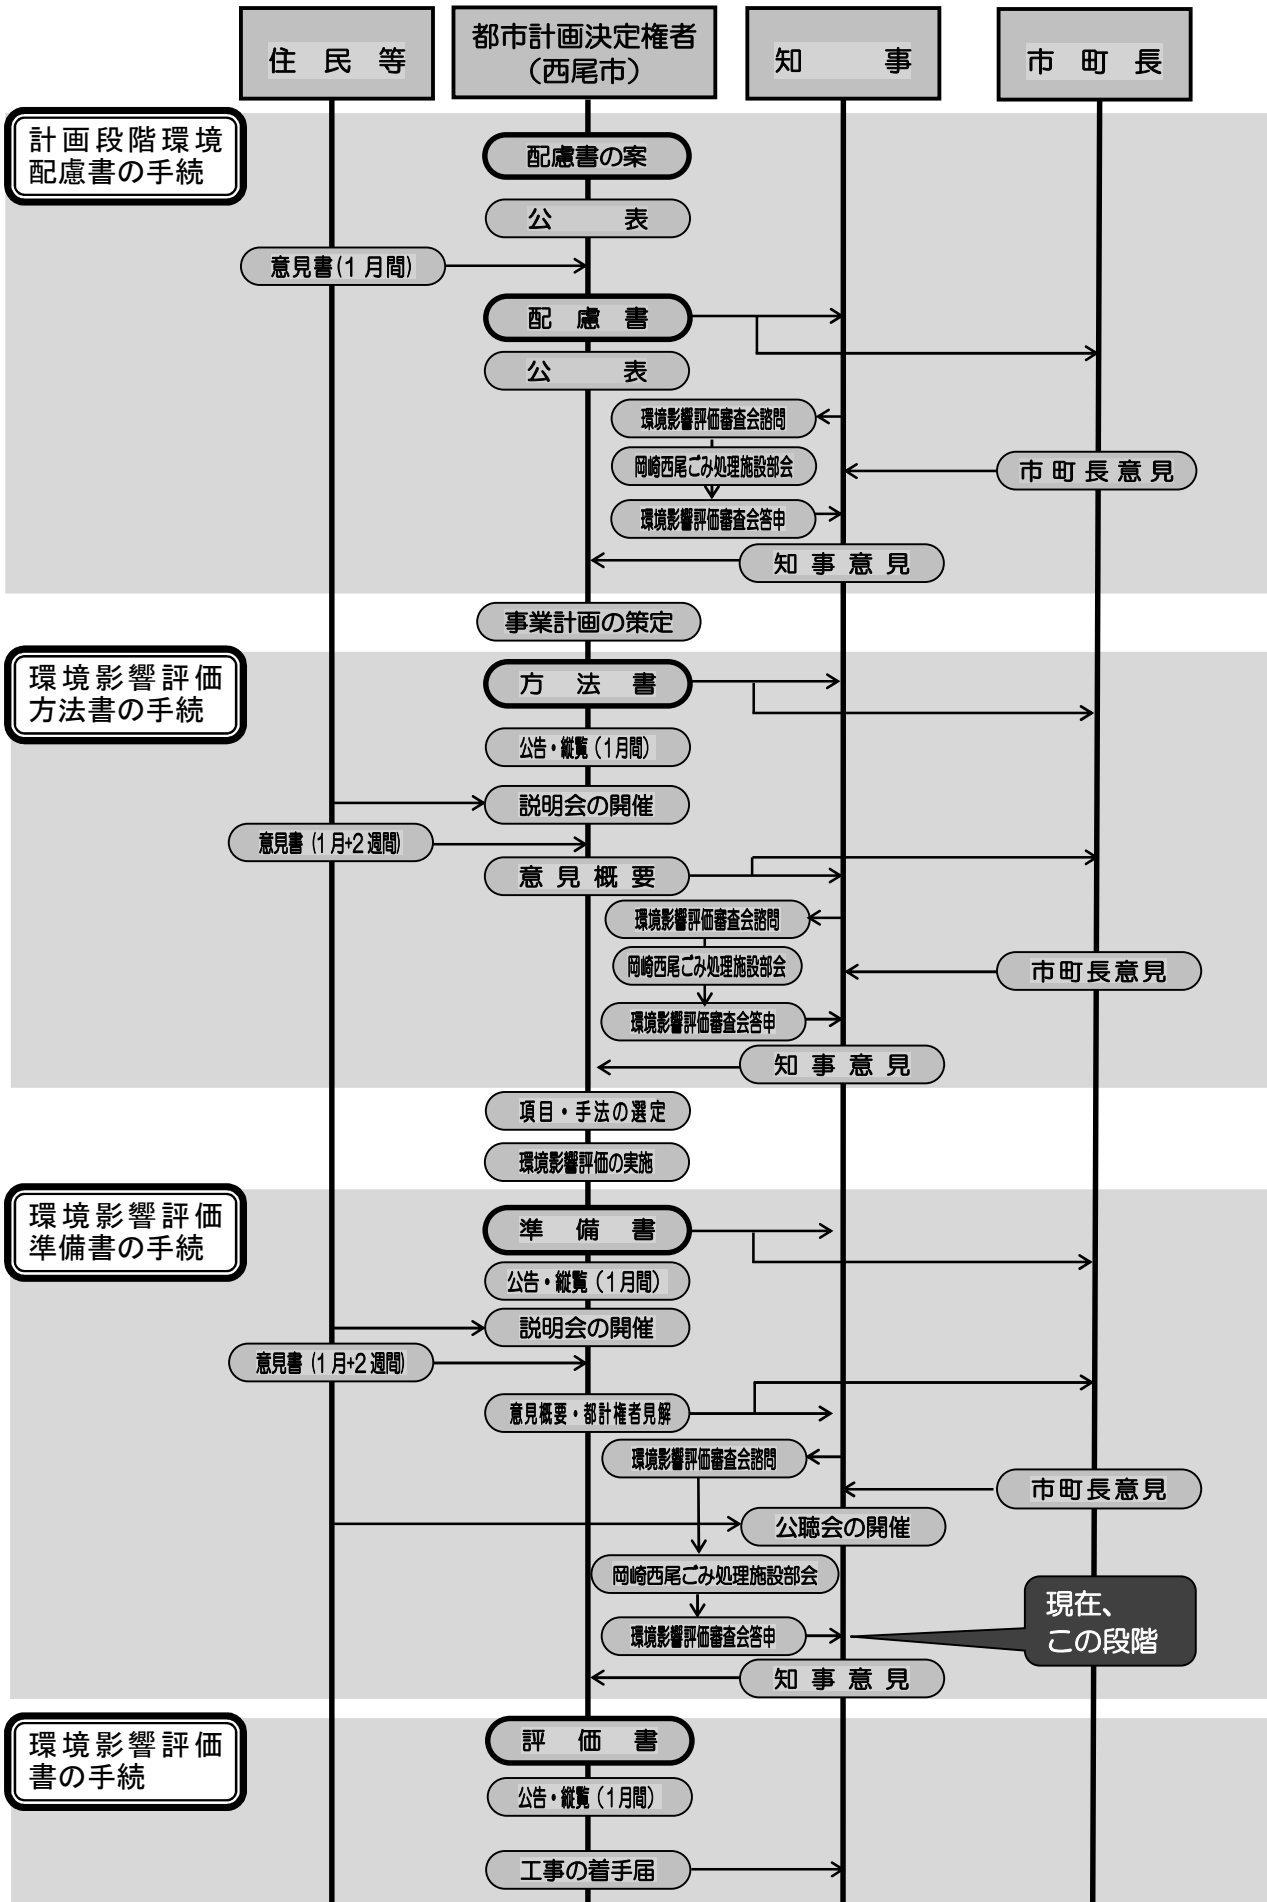 住民等
都市計画決定権者
（西尾市）
知事
市町長
計画段階環境
配慮書の手続
配慮書の案
公表
意見書(１月間)
配慮書
公表
環境影響評価審査会諮問
岡崎西尾ごみ処理施設部会
市町長意見
環境影響評価審査会答申
知事意見
事業計画の策定
環境影響評価
方法書の手続
方法書
公告・縦覧（１月間）
説明会の開催
意見書（１月+２週間）
意見概要
環境影響評価審査会諮問
岡崎西尾ごみ処理施設部会
市町長意見
環境影響評価審査会答申
知事意見
項目・手法の選定
環境影響評価の実施
環境影響評価
準備書の手続
準備書
公告・縦覧（１月間）
説明会の開催
意見書（１月+２週間）
意見概要・都計権者見解
環境影響評価審査会諮問
市町長意見
公聴会の開催
岡崎西尾ごみ処理施設部会
現在、
この段階
環境影響評価審査会答申
知事意見
環境影響評価
書の手続
評価書
公告・縦覧（１月間）
工事の着手届